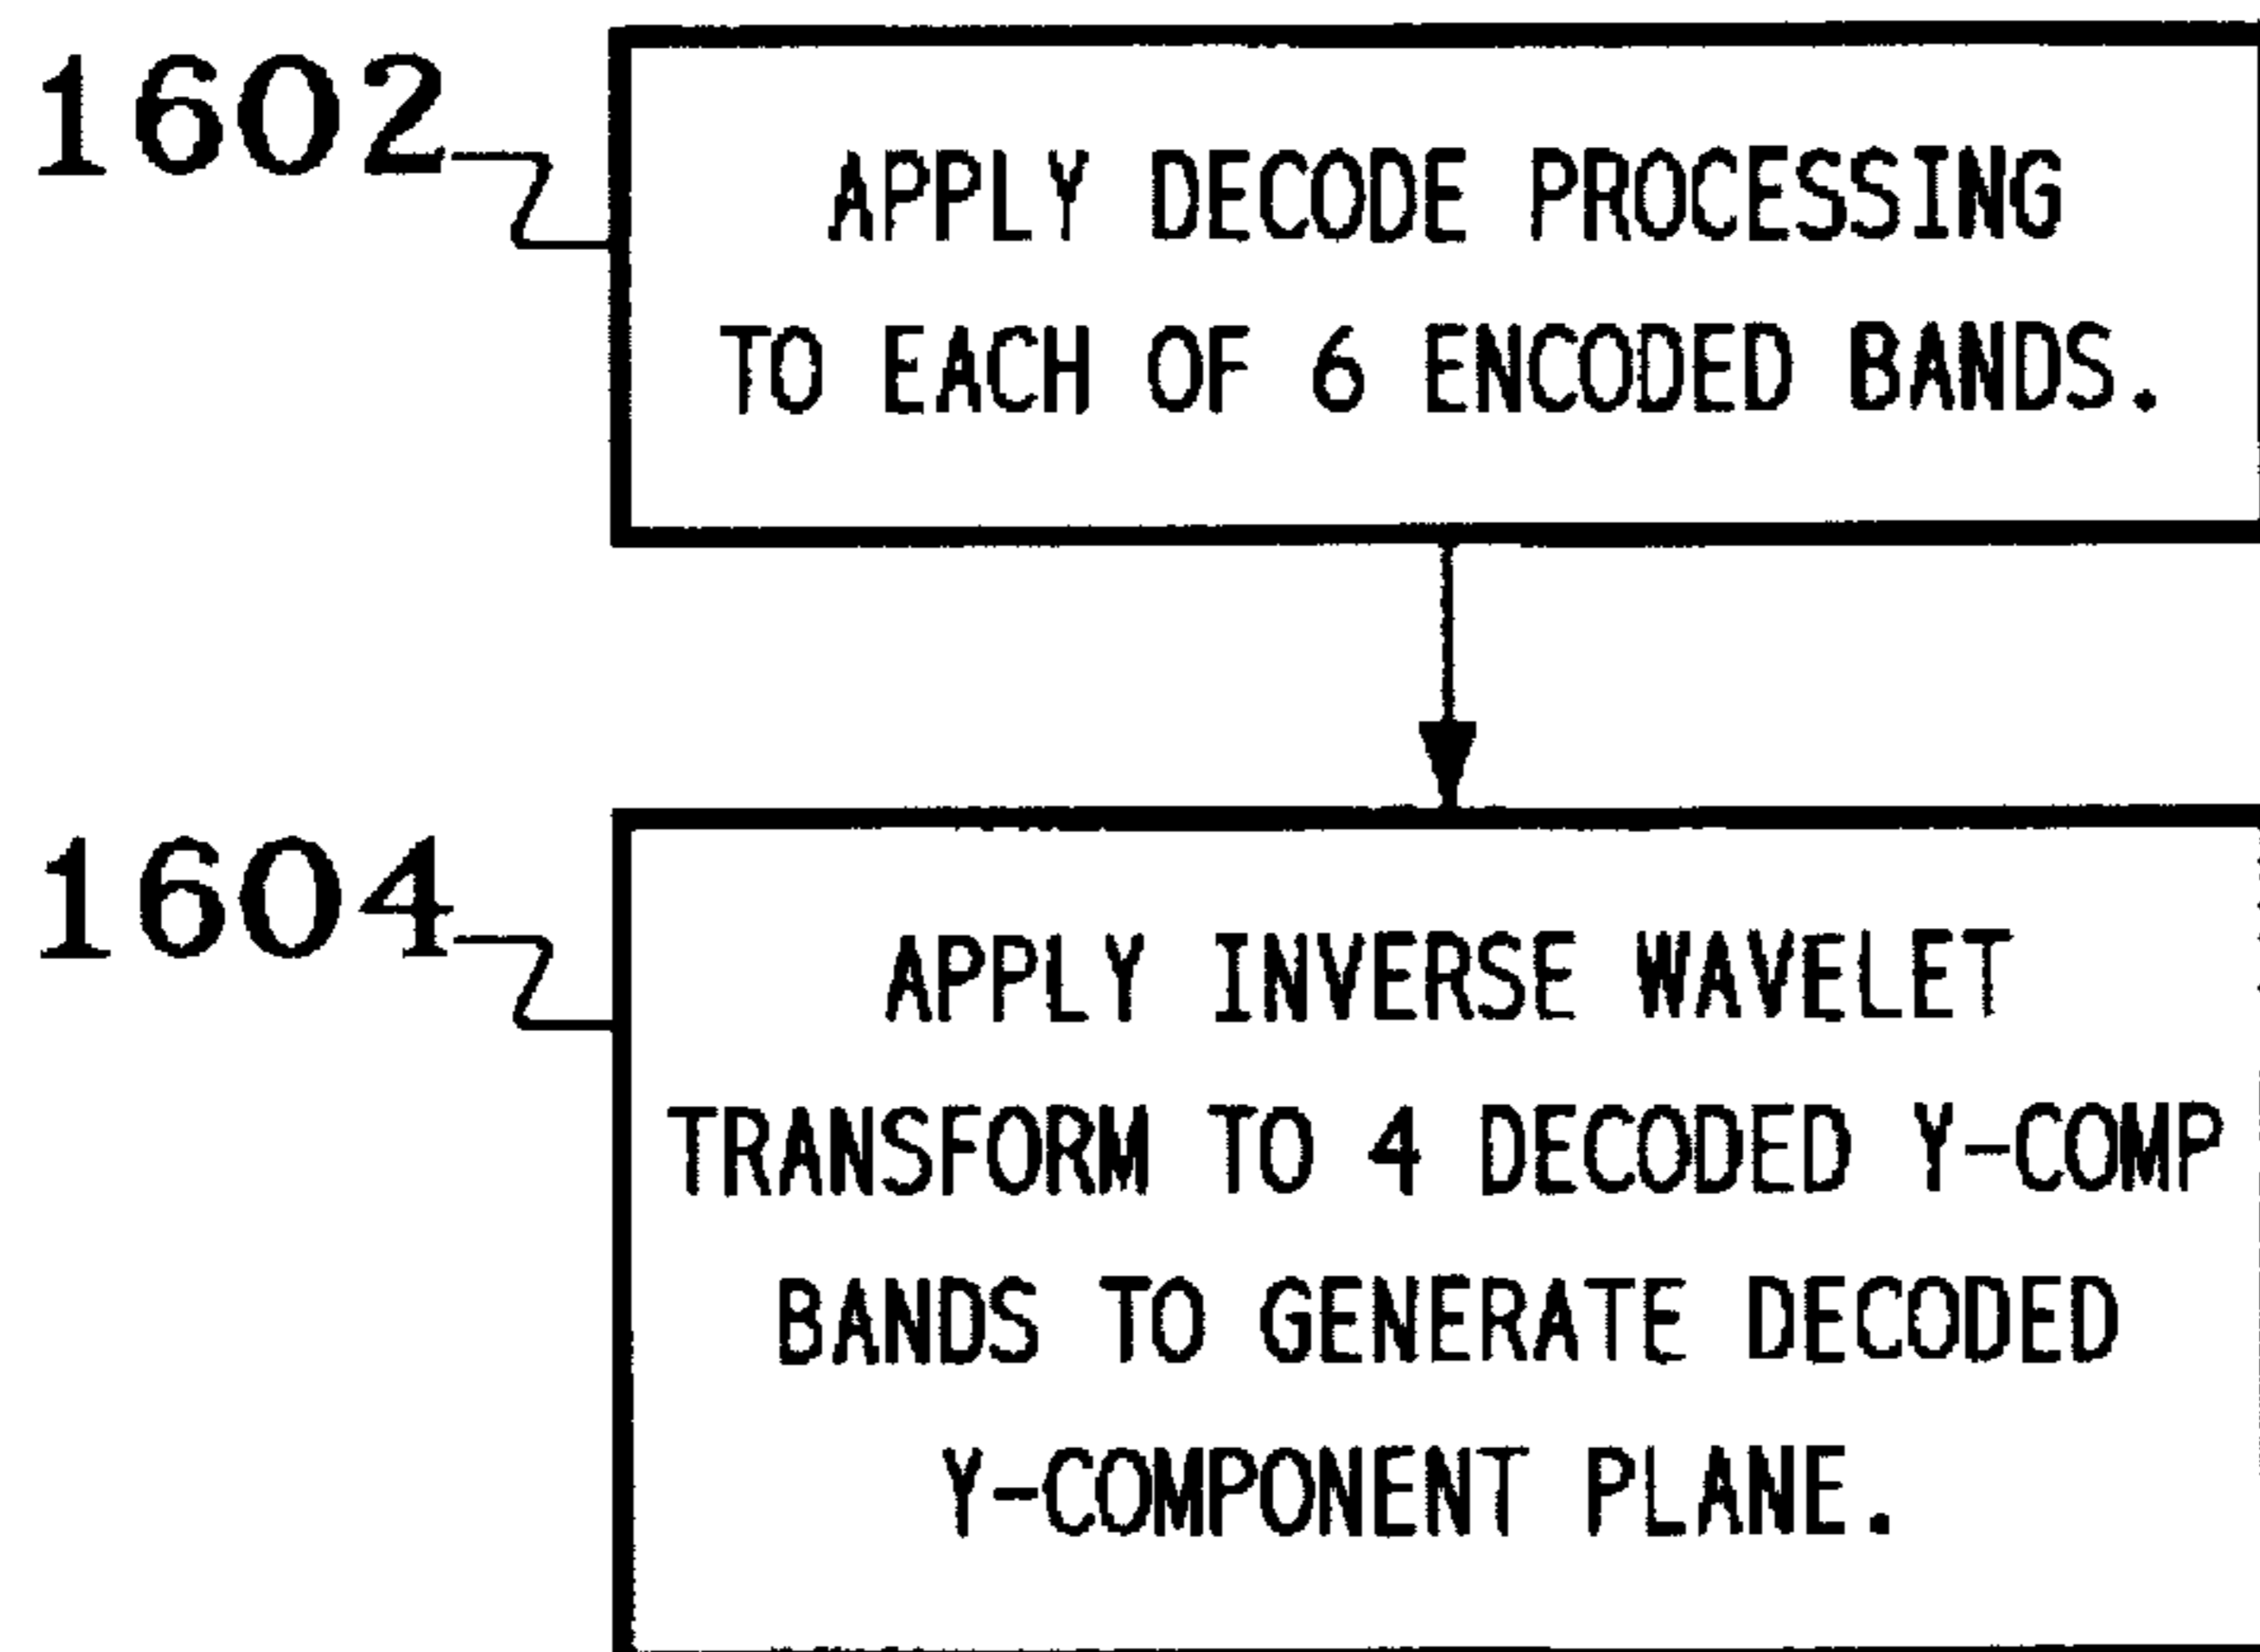 1602
APPLY DECODE PROCESSING
TO EACH OF 6 ENCODED BANDS.
1604
APPLY INVERSE WAVELET
TRANSFORM TO 4 DECODED Y-COMP
BANDS TO GENERATE DECODED
Y-COMPONENT PLANE.